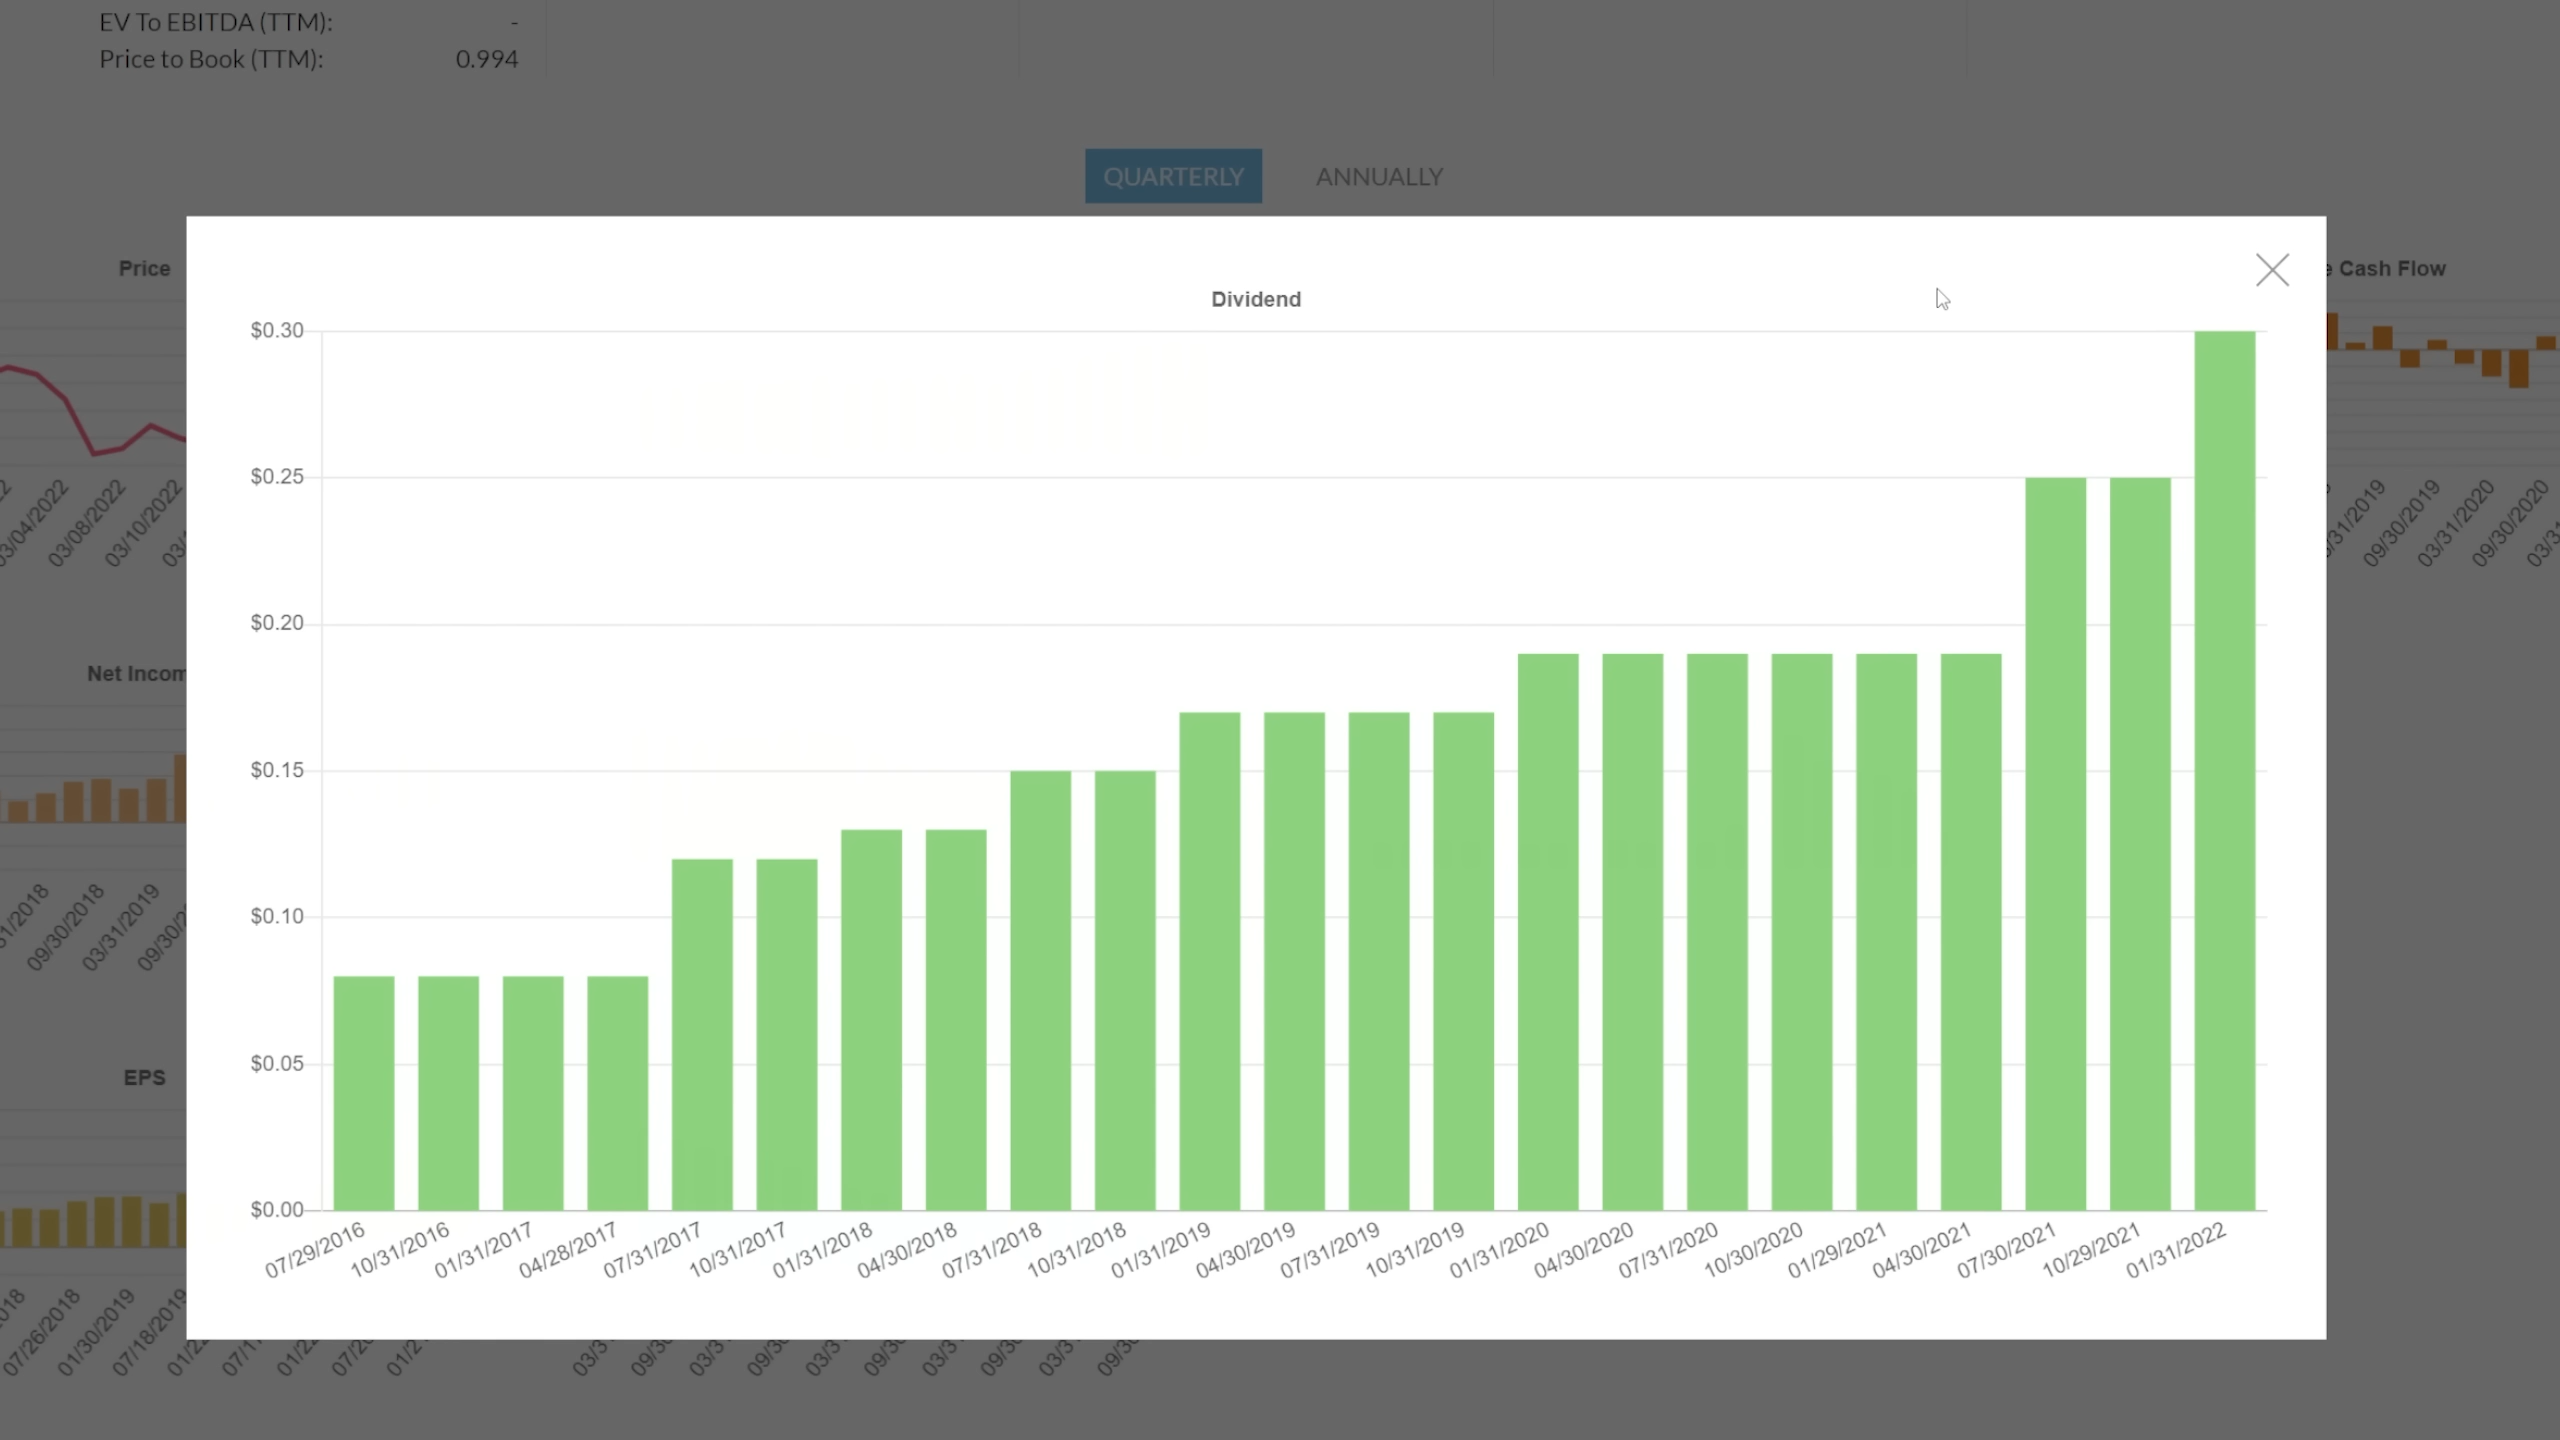 EV To EBITDA (TTM): -
Price to Book (TTM): 0.994
QUARTERLY ANNUALLY
Price
Cash Flow
Dividend
$0.30
$0.25
$0.20
$0.15
$0.10
$0.05
$0.00
07/29/2016 10/31/2016 01/31/2017 04/28/2017 07/31/2017 10/31/2017 01/31/2018 04/30/2018 07/31/2018 10/31/2018 01/31/2019 04/30/2019 07/31/2019 10/31/2019 01/31/2020 04/30/2020 07/31/2020 10/30/2020 01/29/2021 04/30/2021 07/30/2021 10/29/2021 01/31/2022
03/04/2022 03/08/2022 03/10/2022
09/30/2019 03/31/2020 09/30/2020
Net Incom
09/30/2018 03/31/2019
EPS
07/26/2018 01/30/2019 07/18/2019